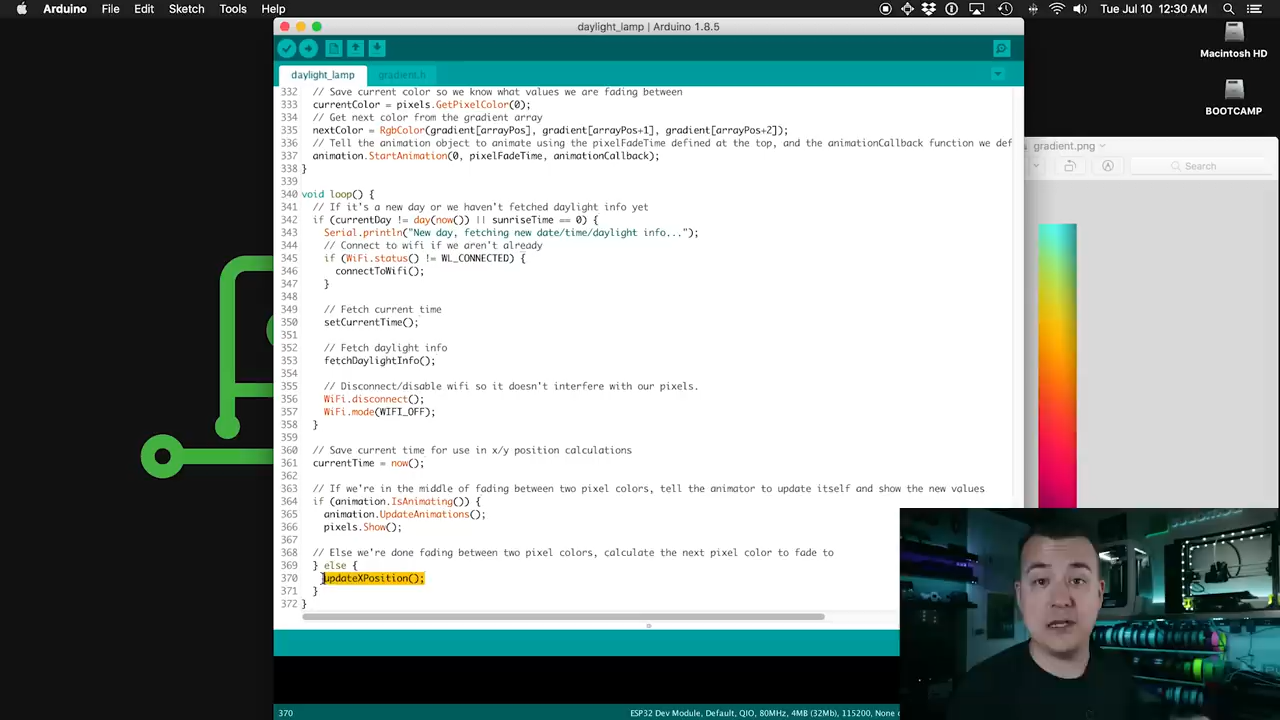 Arduino File Edit Sketch Tools Help Tue Jul 10 12:30 AM
daylight_lamp | Arduino 1.8.5
Macintosh HD
daylight_lamp gradient.h
BOOTCAMP
gradient.png
Search
332 // Save current color so we know what values we are fading between
333 currentColor = pixels.GetPixelColor(0);
334 // Get next color from the gradient array
335 nextColor = RgbColor(gradient[arrayPos], gradient[arrayPos+1], gradient[arrayPos+2]);
336 // Tell the animation object to animate using the pixelFadeTime defined at the top, and the animationCallback function we def
337 animation.StartAnimation(0, pixelFadeTime, animationCallback);
338 }
339
340 void loop() {
341 // If it's a new day or we haven't fetched daylight info yet
342 if (currentDay != day(now()) || sunriseTime == 0) {
343 Serial.println("New day, fetching new date/time/daylight info...");
344 // Connect to wifi if we aren't already
345 if (WiFi.status() != WL_CONNECTED) {
346 connectToWifi();
347 }
348
349 // Fetch current time
350 setCurrentTime();
351
352 // Fetch daylight info
353 fetchDaylightInfo();
354
355 // Disconnect/disable wifi so it doesn't interfere with our pixels.
356 WiFi.disconnect();
357 WiFi.mode(WIFI_OFF);
358 }
359
360 // Save current time for use in x/y position calculations
361 currentTime = now();
362
363 // If we're in the middle of fading between two pixel colors, tell the animator to update itself and show the new values
364 if (animation.IsAnimating()) {
365 animation.UpdateAnimations();
366 pixels.Show();
367
368 // Else we're done fading between two pixel colors, calculate the next pixel color to fade to
369 } else {
370 updateXPosition();
371 }
372 }
370 ESP32 Dev Module, Default, QIO, 80MHz, 4MB (32Mb), 115200, None